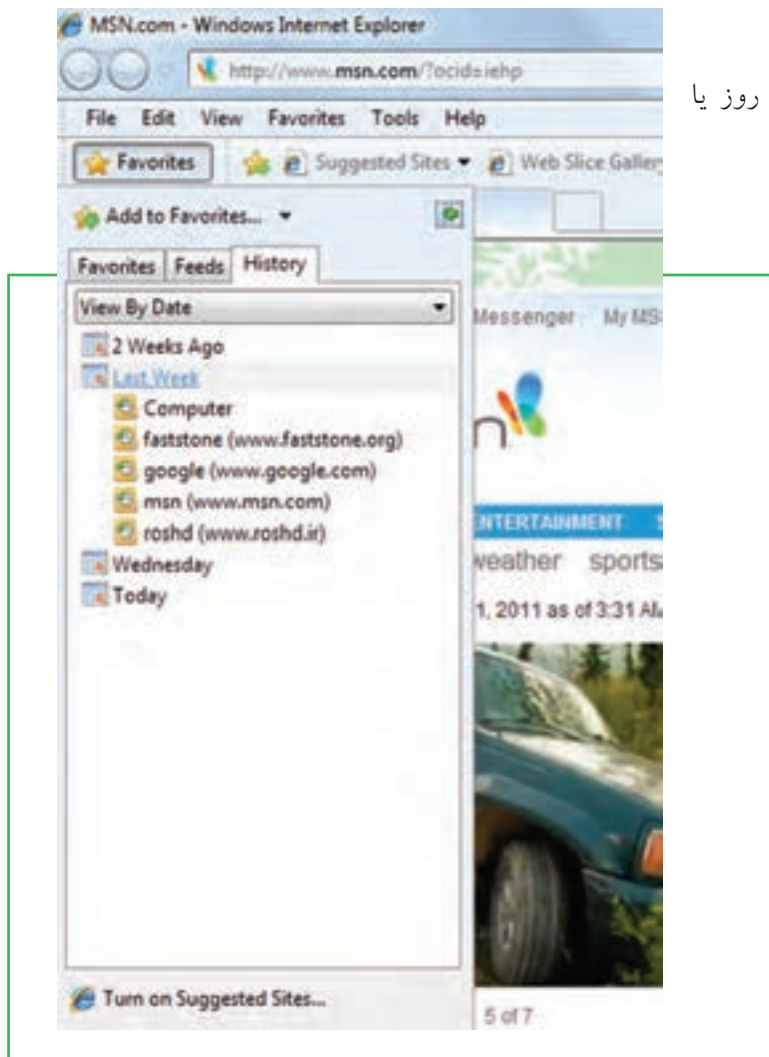 MSN.com - Windows Internet Explorer
http://www.msn.com/?ocid=iehp
روز یا
File Edit View Favorites Tools Help
Favorites Suggested Sites Web Slice Gallery
Add to Favorites...
Favorites Feeds History
View By Date
Messenger My MS
2 Weeks Ago
Last Week
Computer
faststone (www.faststone.org)
google (www.google.com)
msn (www.msn.com)
roshd (www.roshd.ir)
Wednesday
Today
n
ENTERTAINMENT S
weather sports
1, 2011 as of 3:31 AM
Turn on Suggested Sites...
5 of 7